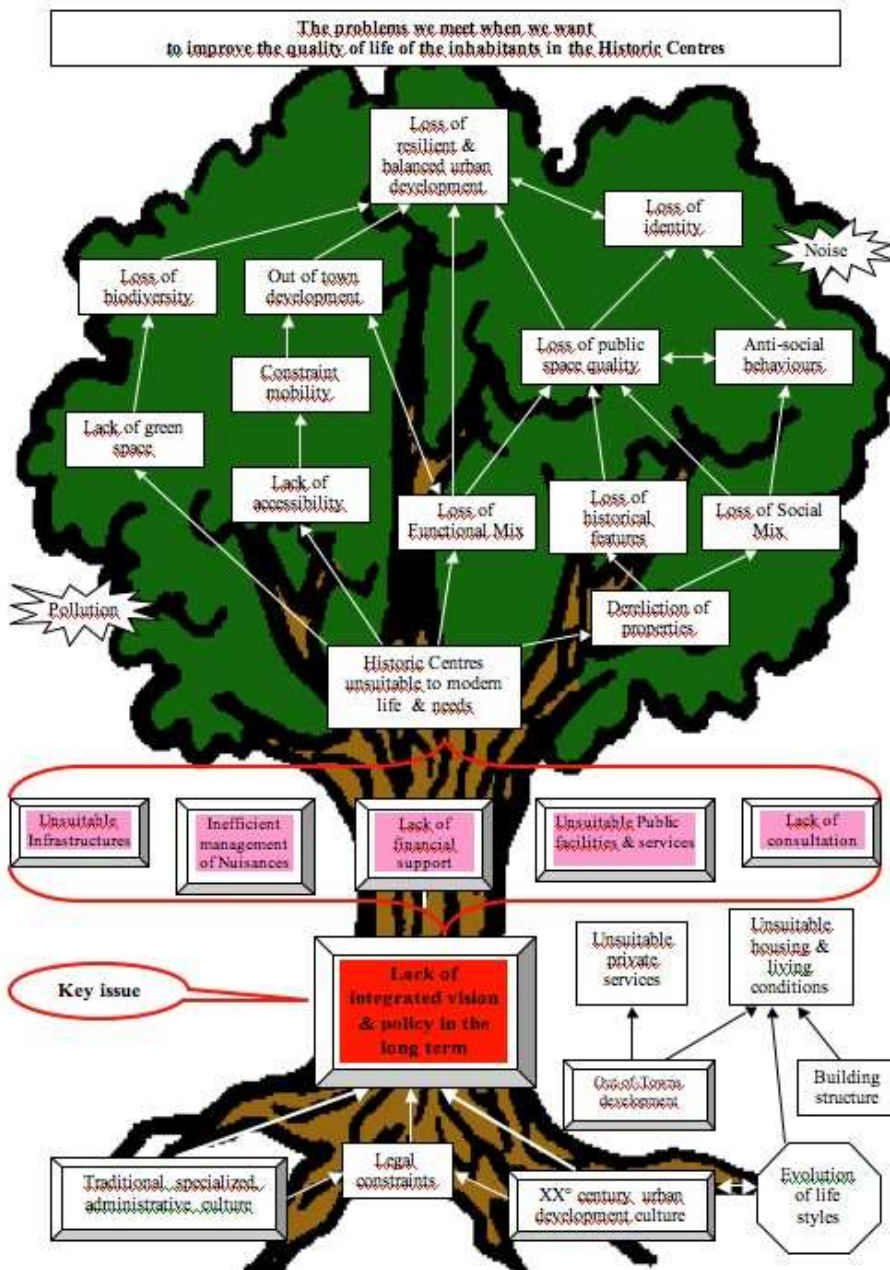 The problems we meet when we want
to improve the quality of life of the inhabitants in the Historic Centres
Loss of
resilient &
balanced urban
development
Loss of
identity
Noise
Loss of
biodiversity
Out of town
development
Loss of public
space quality
Anti-social
behaviours
Constraint
mobility
Lack of green
space
Lack of
accessibility
Loss of
Functional Mix
Loss of
historical
features
Loss of Social
Mix
Pollution
Dereliction of
properties
Historic Centres
unsuitable to modern
life & needs
Unsuitable
Infrastructures
Inefficient
management
of Nuisances
Lack of
financial
support
Unsuitable Public
facilities & services
Lack of
consultation
Key issue
Lack of
integrated vision
& policy in the
long term
Unsuitable
private
services
Unsuitable
housing &
living
conditions
Out of Towns
development
Building
structure
Traditional specialized
administrative culture
Legal
constraints
XX° century urban
development culture
Evolution
of life
styles